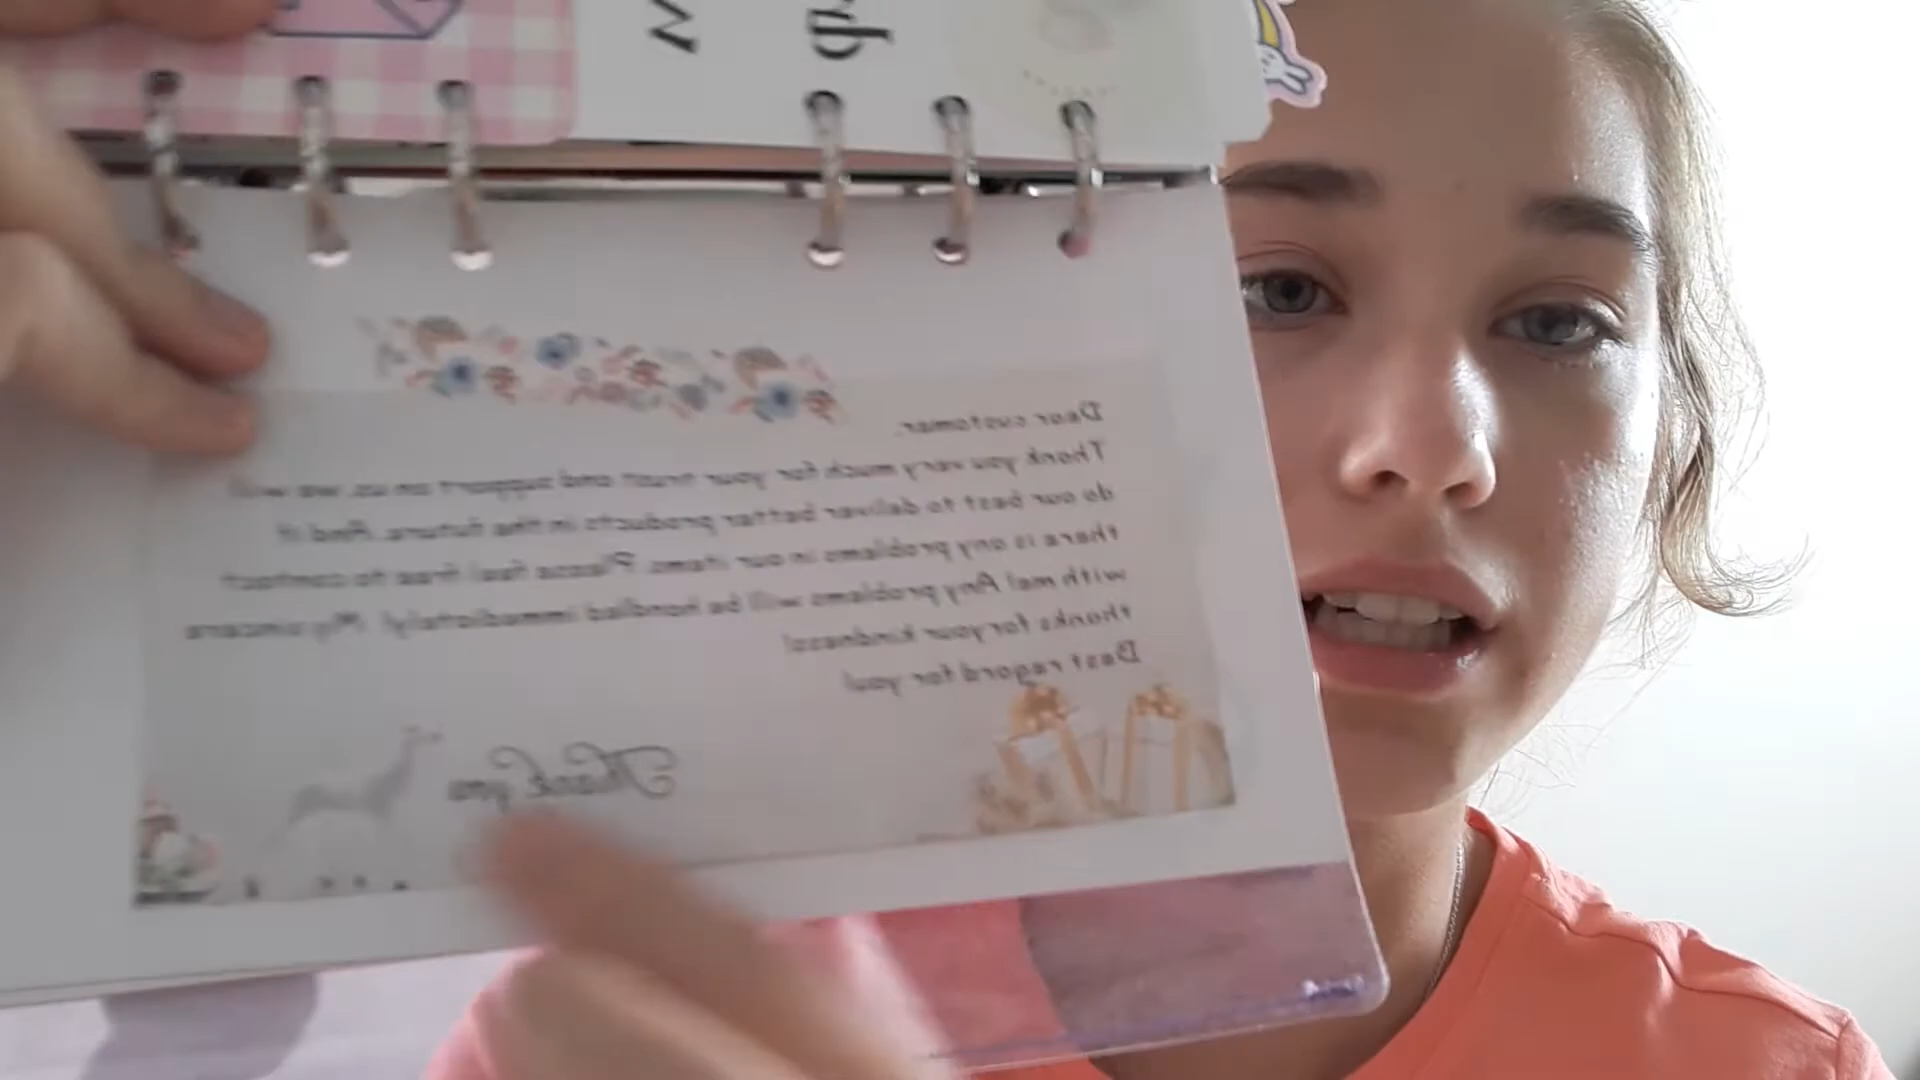 Dear customer.
Thank you very much for your trust and support on us, we will
do our best to deliver better products in the future. And if
there is any problems in our items. Please feel free to contact
with me! Any problems will be handled immediately! My sincere
thanks for your kindness!
Best regard for you!
Thank you